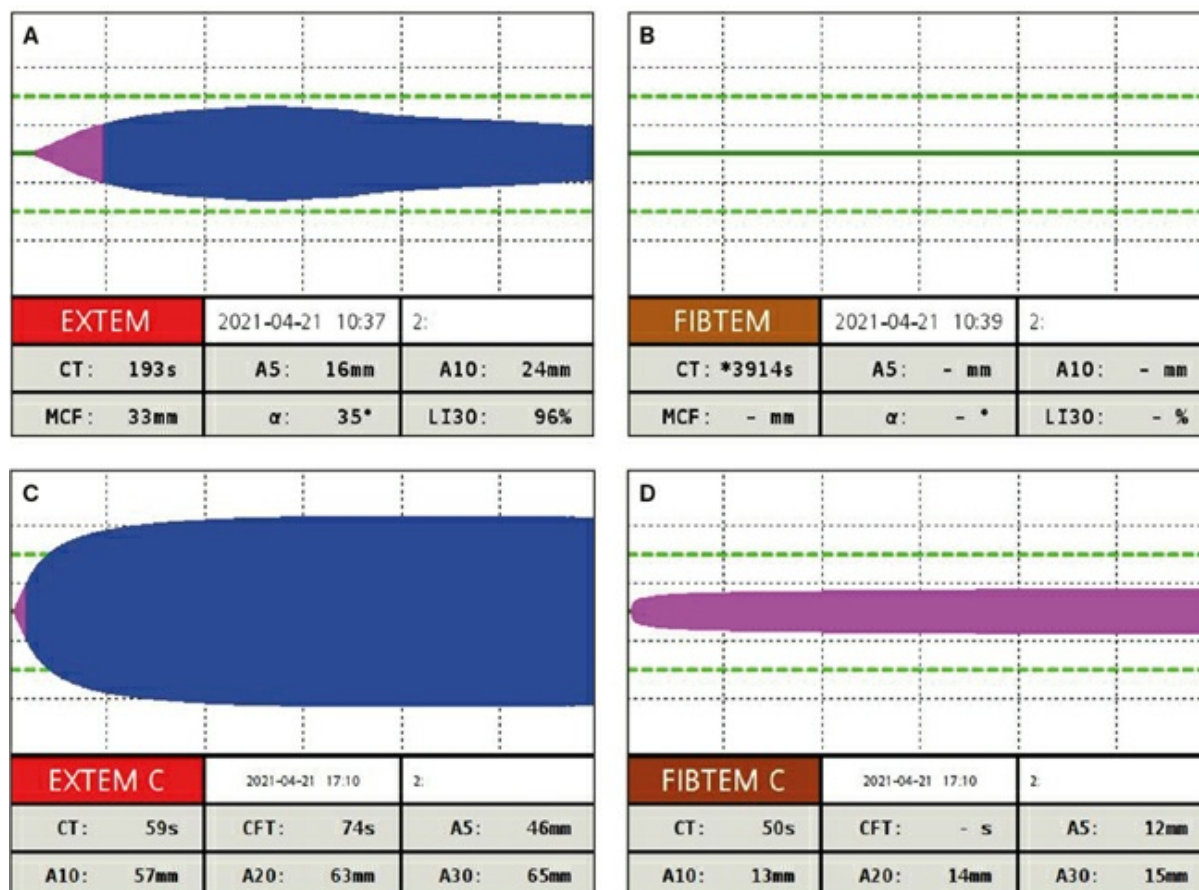 A
EXTEM 2021-04-21 10:37 2:
CT: 193s A5: 16mm A10: 24mm
MCF: 33mm α: 35° LI30: 96%
B
FIBTEM 2021-04-21 10:39 2:
CT: *3914s A5: - mm A10: - mm
MCF: - mm α: - ° LI30: - %
C
EXTEM C 2021-04-21 17:10 2:
CT: 59s CFT: 74s A5: 46mm
A10: 57mm A20: 63mm A30: 65mm
D
FIBTEM C 2021-04-21 17:10 2:
CT: 50s CFT: - s A5: 12mm
A10: 13mm A20: 14mm A30: 15mm